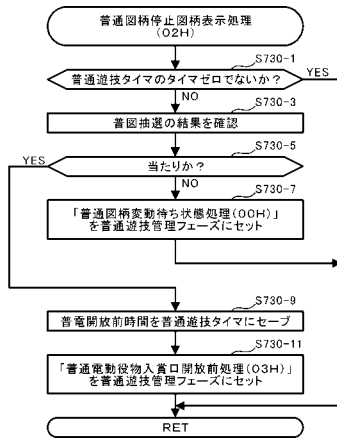 普通図柄停止図柄表示処理
(02H)
S730-1
普通遊技タイマのタイマゼロでないか？
YES
NO
S730-3
普図抽選の結果を確認
S730-5
YES
当たりか？
NO
S730-7
「普通図柄変動待ち状態処理(00H)」
を普通遊技管理フェーズにセット
S730-9
普電開放前時間を普通遊技タイマにセーブ
S730-11
「普通電動役物入賞口開放前処理(03H)」
を普通遊技管理フェーズにセット
RET